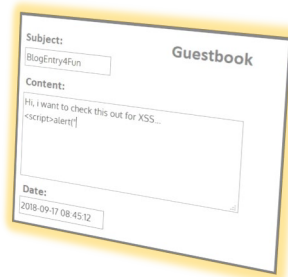 Guestbook
Subject:
BlogEntry4Fun
Content:
Hi, i want to check this out for XSS...
<script>alert('
Date:
2018-09-17 08:45:12